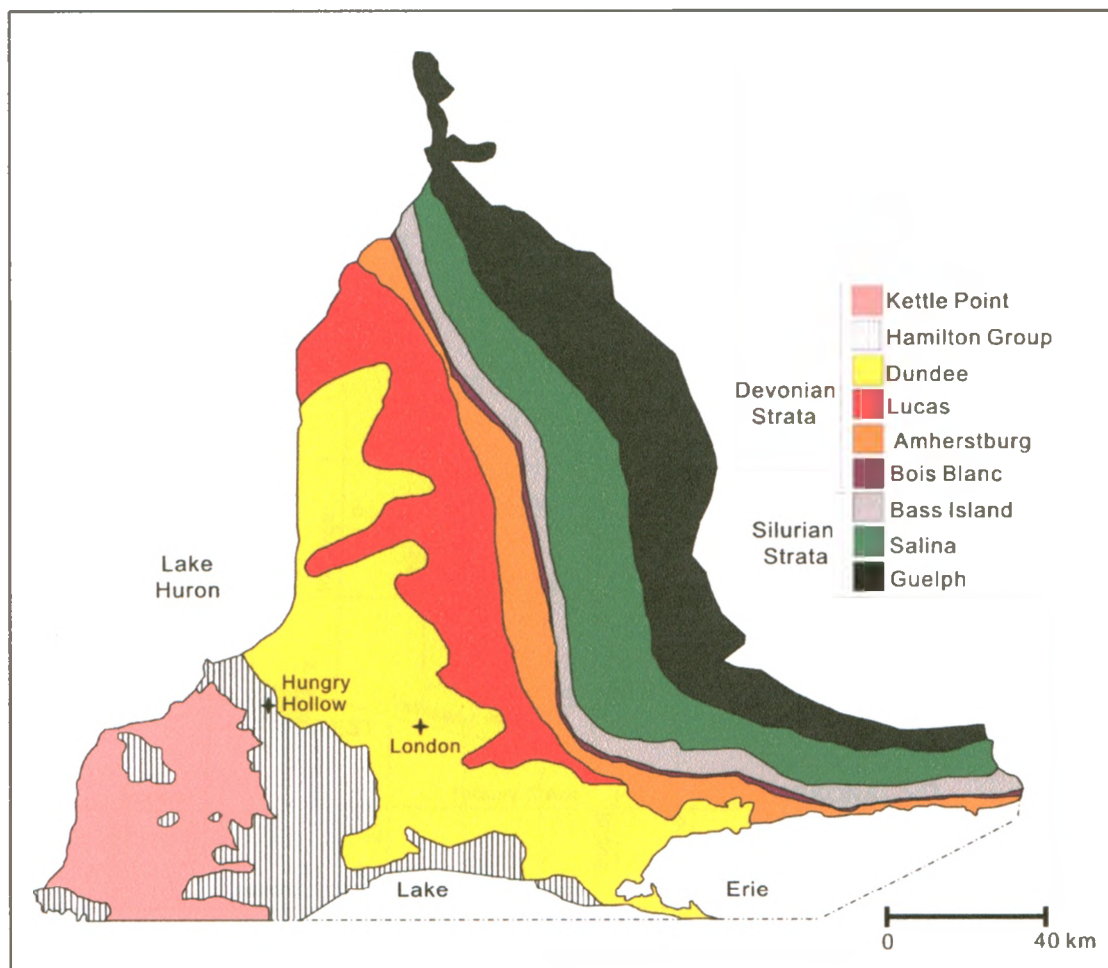 Kettle Point
Hamilton Group
Dundee
Devonian
Strata
Lucas
Amherstburg
Bois Blanc
Bass Island
Silurian
Strata
Salina
Guelph
Lake
Huron
Hungry
Hollow
London
Lake
Erie
0
40 km